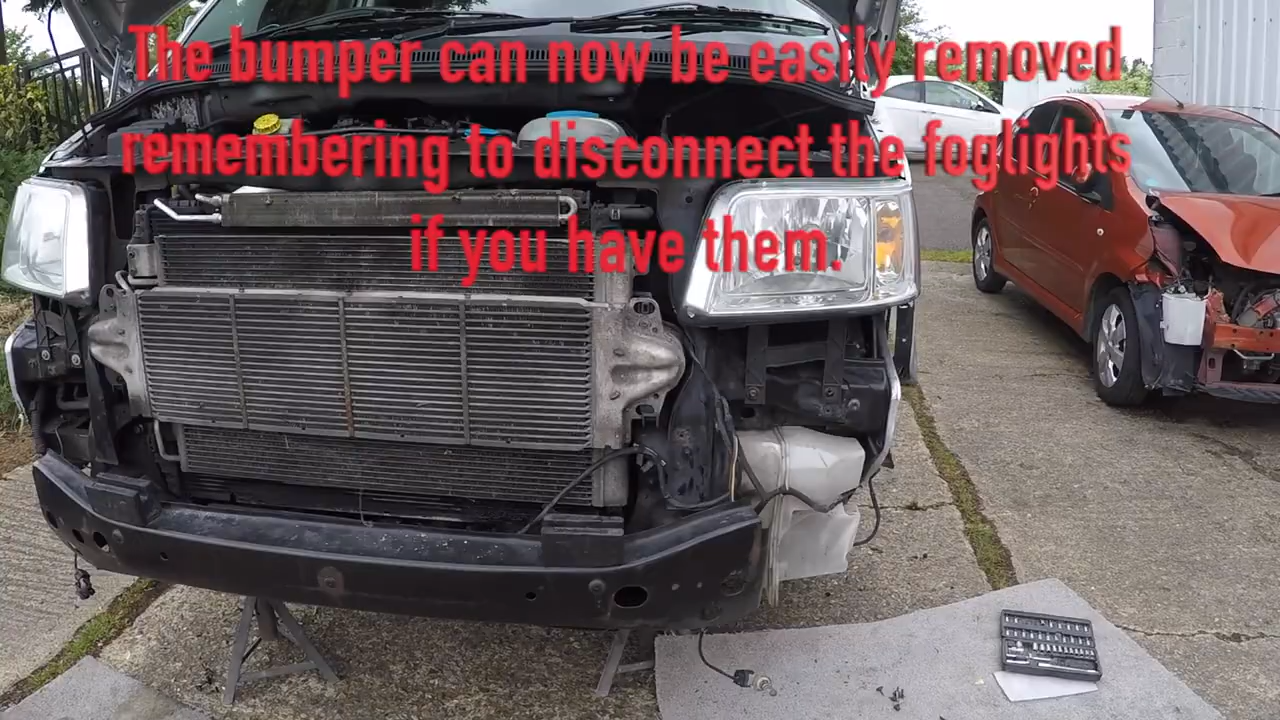 The bumper can now be easily removed
remembering to disconnect the foglights
if you have them.